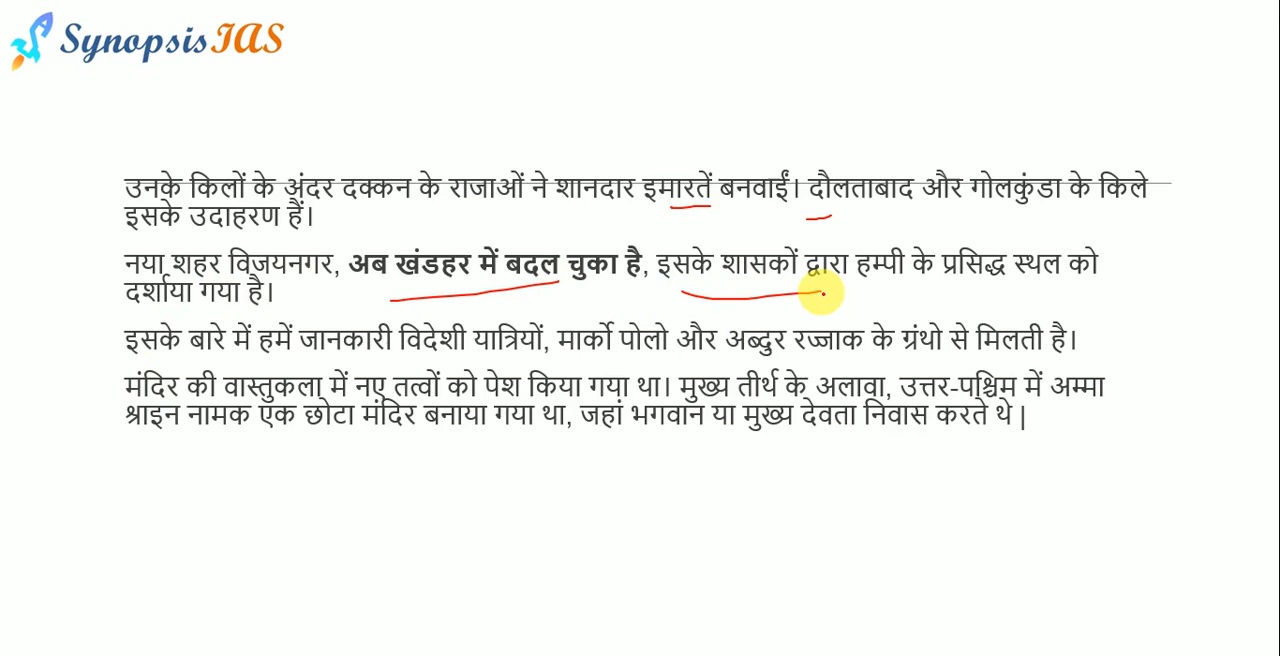 SynopsisIAS
उनके किलों के अंदर दक्कन के राजाओं ने शानदार इमारतें बनवाईं। दौलताबाद और गोलकुंडा के किले
इसके उदाहरण हैं।
नया शहर विजयनगर, अब खंडहर में बदल चुका है, इसके शासकों द्वारा हम्पी के प्रसिद्ध स्थल को
दर्शाया गया है।
इसके बारे में हमें जानकारी विदेशी यात्रियों, मार्को पोलो और अब्दुर रज्जाक के ग्रंथो से मिलती है।
मंदिर की वास्तुकला में नए तत्वों को पेश किया गया था। मुख्य तीर्थ के अलावा, उत्तर-पश्चिम में अम्मा
श्राइन नामक एक छोटा मंदिर बनाया गया था, जहां भगवान या मुख्य देवता निवास करते थे |